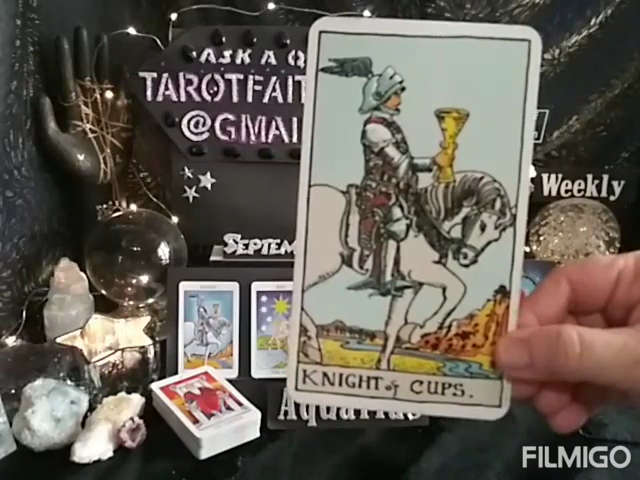 ASK A Q
TAROTFAIT
@GMAI
Weekly
SEPTEM
KNIGHT of CUPS.
Aquarius
FILMIGO